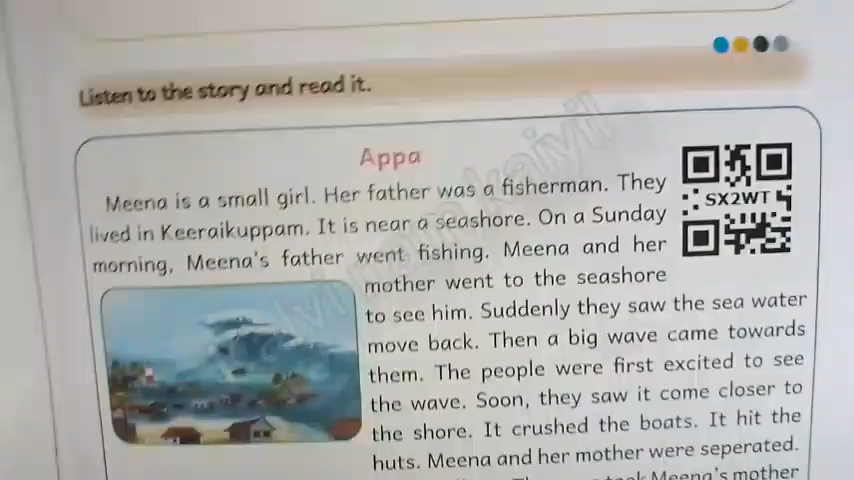 Listen to the story and read it.
Appa
Meena is a small girl. Her father was a fisherman. They
lived in Keeraikuppam. It is near a seashore. On a Sunday
morning, Meena's father went fishing. Meena and her
mother went to the seashore
to see him. Suddenly they saw the sea water
move back. Then a big wave came towards
them. The people were first excited to see
the wave. Soon, they saw it come closer to
the shore. It crushed the boats. It hit the
huts. Meena and her mother were seperated.
took Meena's mother
SX2WT